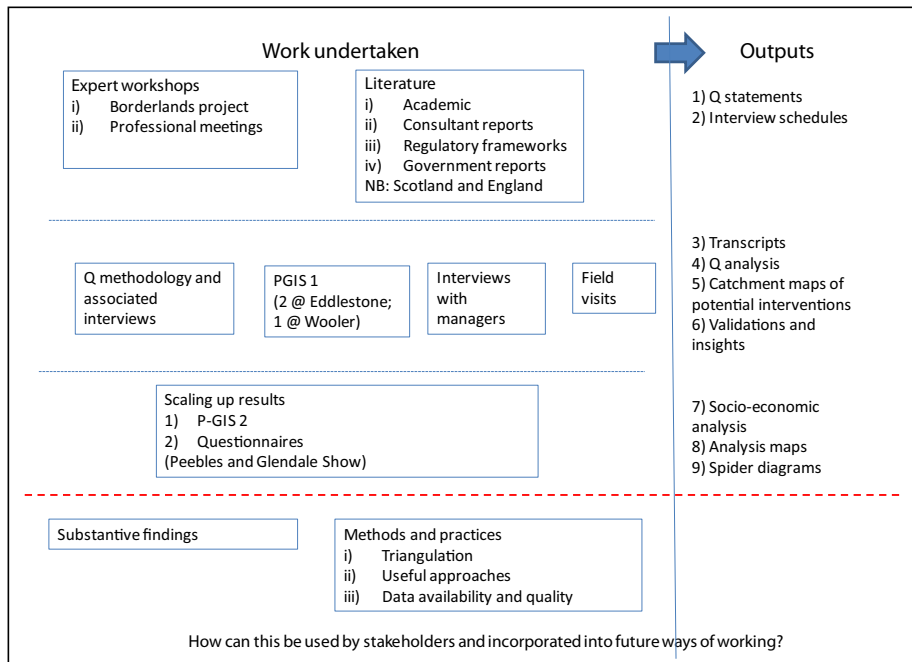 Work undertaken
Outputs
Expert workshops
i) Borderlands project
ii) Professional meetings
Literature
i) Academic
ii) Consultant reports
iii) Regulatory frameworks
iv) Government reports
NB: Scotland and England
1) Q statements
2) Interview schedules
Q methodology and
associated
interviews
PGIS 1
(2 @ Eddlestone;
1 @ Wooler)
Interviews
with
managers
Field
visits
3) Transcripts
4) Q analysis
5) Catchment maps of
potential interventions
6) Validations and
insights
Scaling up results
1) P-GIS 2
2) Questionnaires
(Peebles and Glendale Show)
7) Socio-economic
analysis
8) Analysis maps
9) Spider diagrams
Substantive findings
Methods and practices
i) Triangulation
ii) Useful approaches
iii) Data availability and quality
How can this be used by stakeholders and incorporated into future ways of working?